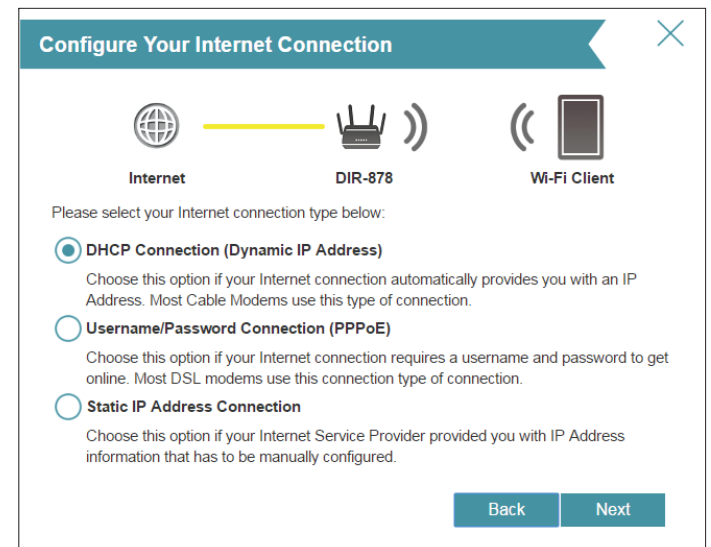 Configure Your Internet Connection
Internet
DIR-878
Wi-Fi Client
Please select your Internet connection type below:
DHCP Connection (Dynamic IP Address)
Choose this option if your Internet connection automatically provides you with an IP
Address. Most Cable Modems use this type of connection.
Username/Password Connection (PPPoE)
Choose this option if your Internet connection requires a username and password to get
online. Most DSL modems use this connection type of connection.
Static IP Address Connection
Choose this option if your Internet Service Provider provided you with IP Address
information that has to be manually configured.
Back
Next